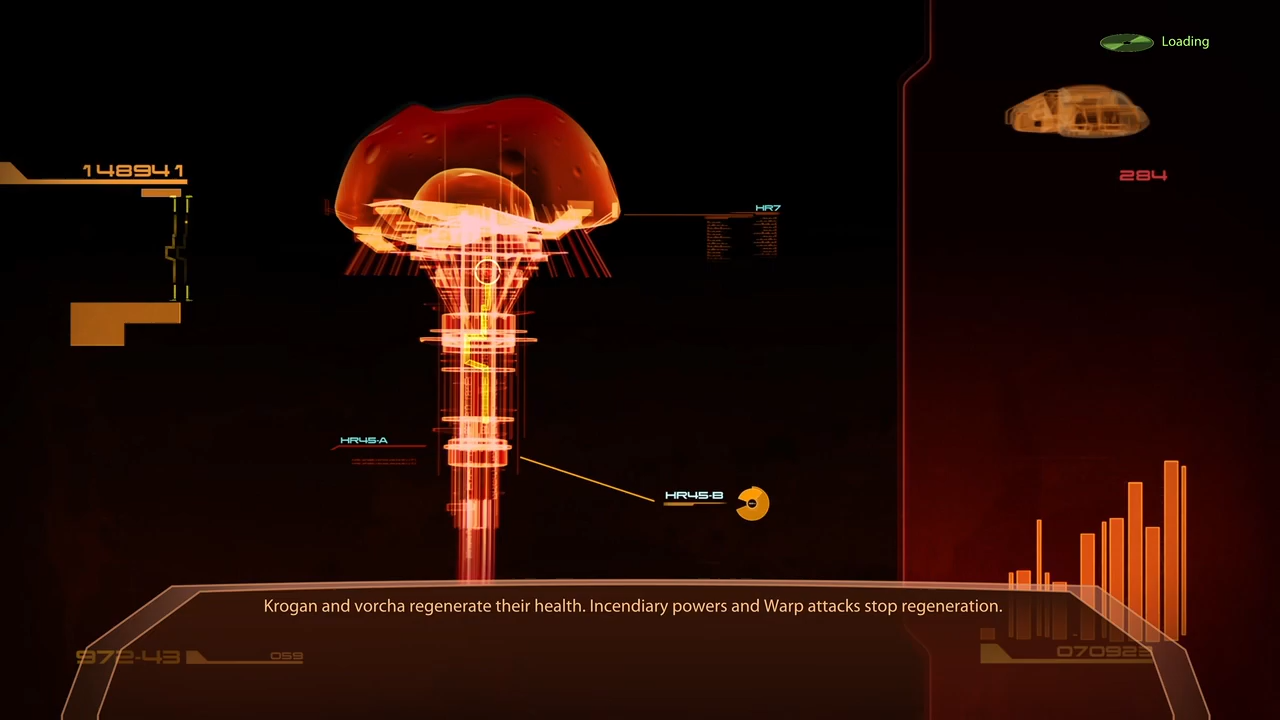 Loading
148941
284
HR7
HR45-A
HR45-B
Krogan and vorcha regenerate their health. Incendiary powers and Warp attacks stop regeneration.
972-43
059
070923